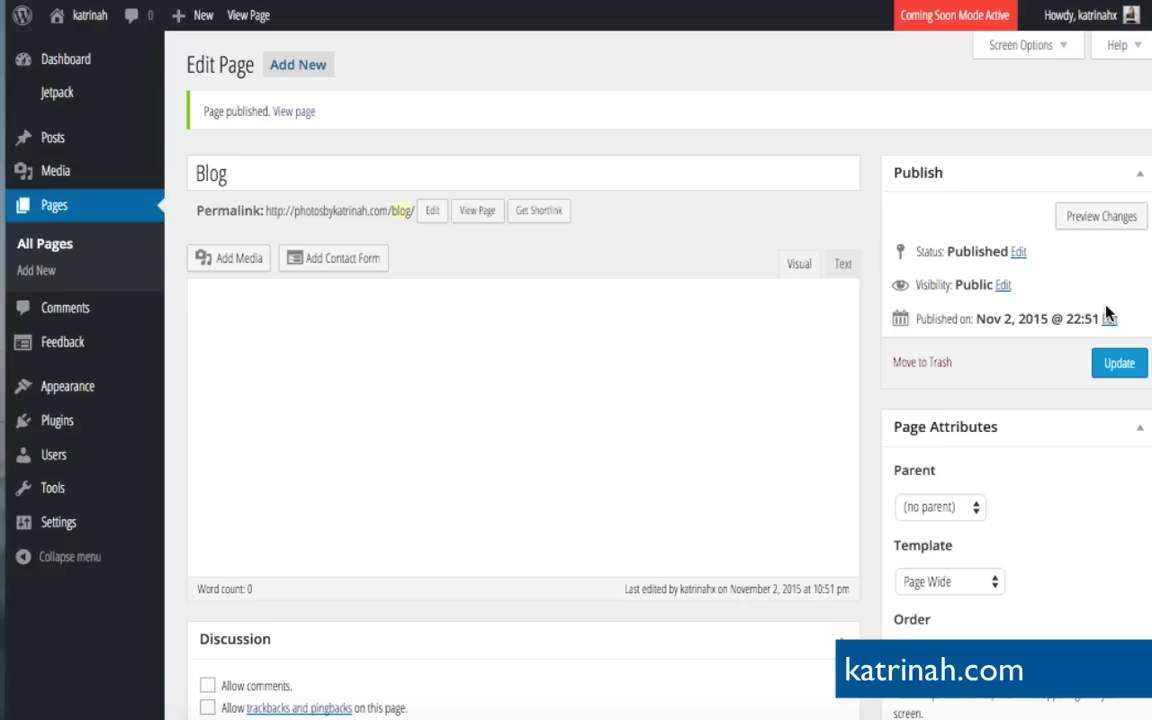 katrinah 0 New View Page Coming Soon Mode Active Howdy, katrinahx
Screen Options Help
Dashboard
Jetpack
Posts
Media
Pages
All Pages
Add New
Comments
Feedback
Appearance
Plugins
Users
Tools
Settings
Collapse menu
Edit Page Add New
Page published. View page
Blog
Permalink: http://photosbykatrinah.com/blog/ Edit View Page Get Shortlink
Add Media Add Contact Form Visual Text
Word count: 0 Last edited by katrinahx on November 2, 2015 at 10:51 pm
Discussion
Allow comments.
Allow trackbacks and pingbacks on this page.
Publish
Preview Changes
Status: Published Edit
Visibility: Public Edit
Published on: Nov 2, 2015 @ 22:51
Move to Trash Update
Page Attributes
Parent
(no parent)
Template
Page Wide
Order
katrinah.com
screen.